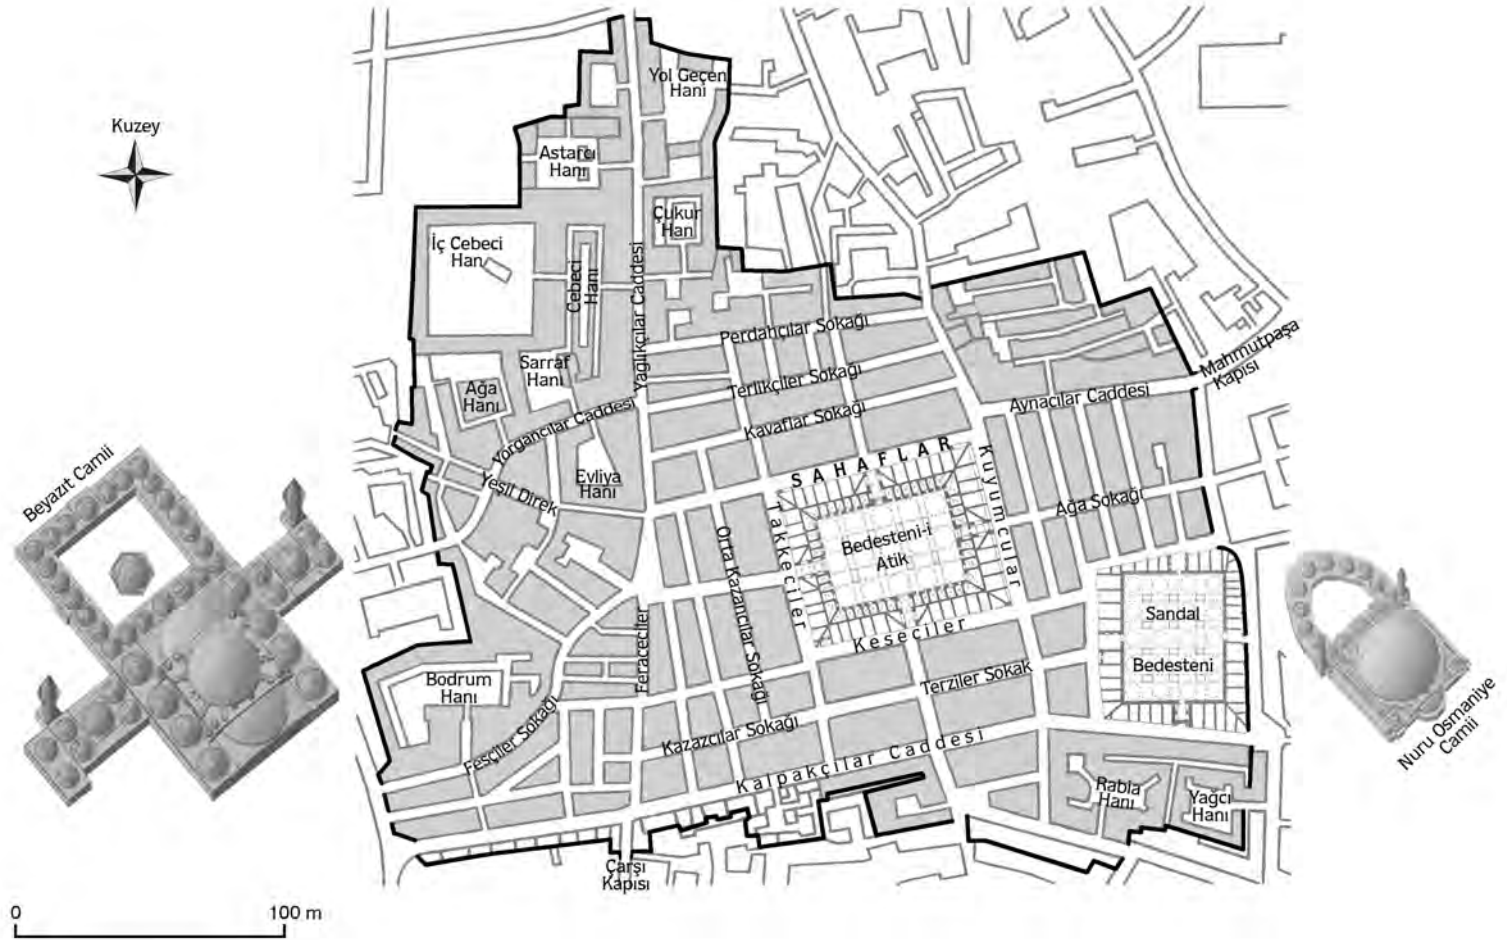 Kuzey
Yol Geçen
Hanı
Astarcı
Hanı
Çukur
Han
İç Cebeci
Han
Cebeci
Hanı
Yağlıkçılar Caddesi
Perdahçılar Sokağı
Sarraf
Hanı
Ağa
Hanı
Terlikçiler Sokağı
Mahmutpaşa
Kapısı
Aynacılar Caddesi
Yorgancılar Caddesi
Kavaflar Sokağı
Beyazıt Camii
Evliya
Hanı
Yeşil Direk
SAHAFLAR
Kuyumcular
Takkeciler
Bedesteni-i
Atik
Ağa Sokağı
Orta Kazancılar Sokağı
Sandal
Bedesteni
Feraceciler
Keseciler
Bodrum
Hanı
Terziler Sokak
Fesçiler Sokağı
Kazazcılar Sokağı
Kalpakçılar Caddesi
Nuru Osmaniye
Camii
Rabla
Hanı
Yağcı
Hanı
Çarşı
Kapısı
0 100 m